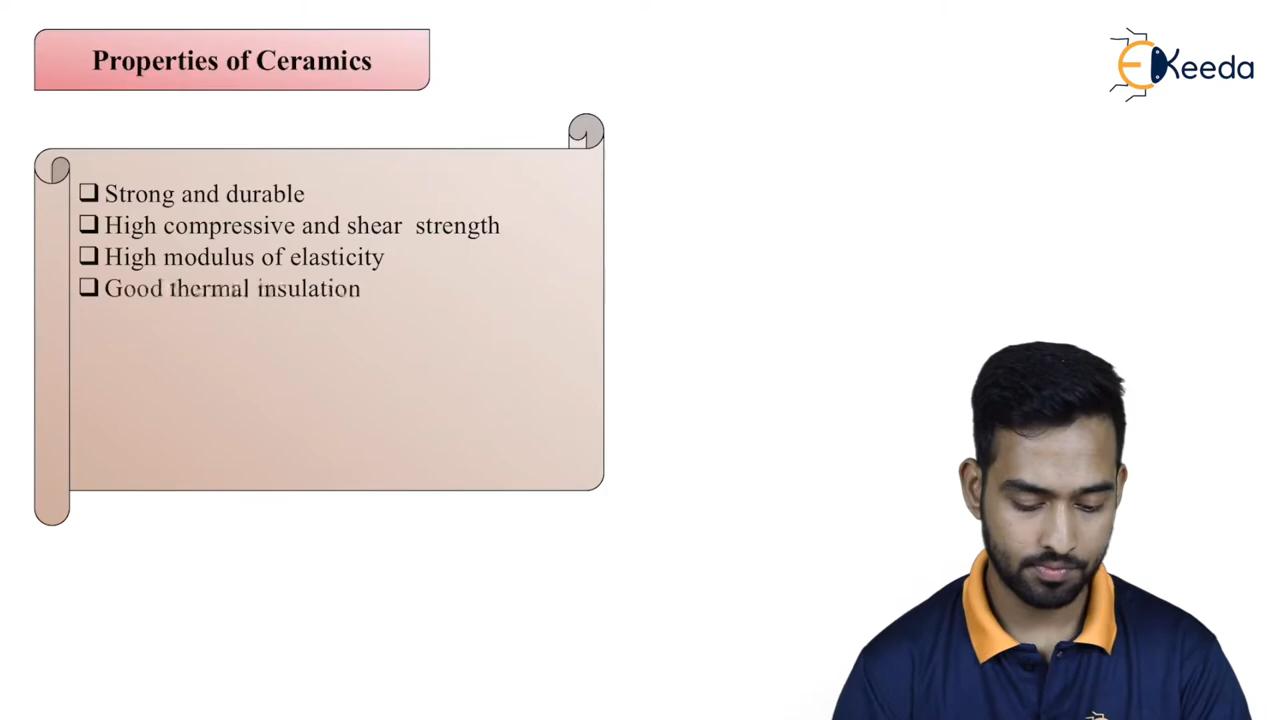 Properties of Ceramics
EKeeda
❑ Strong and durable
❑ High compressive and shear strength
❑ High modulus of elasticity
❑ Good thermal insulation